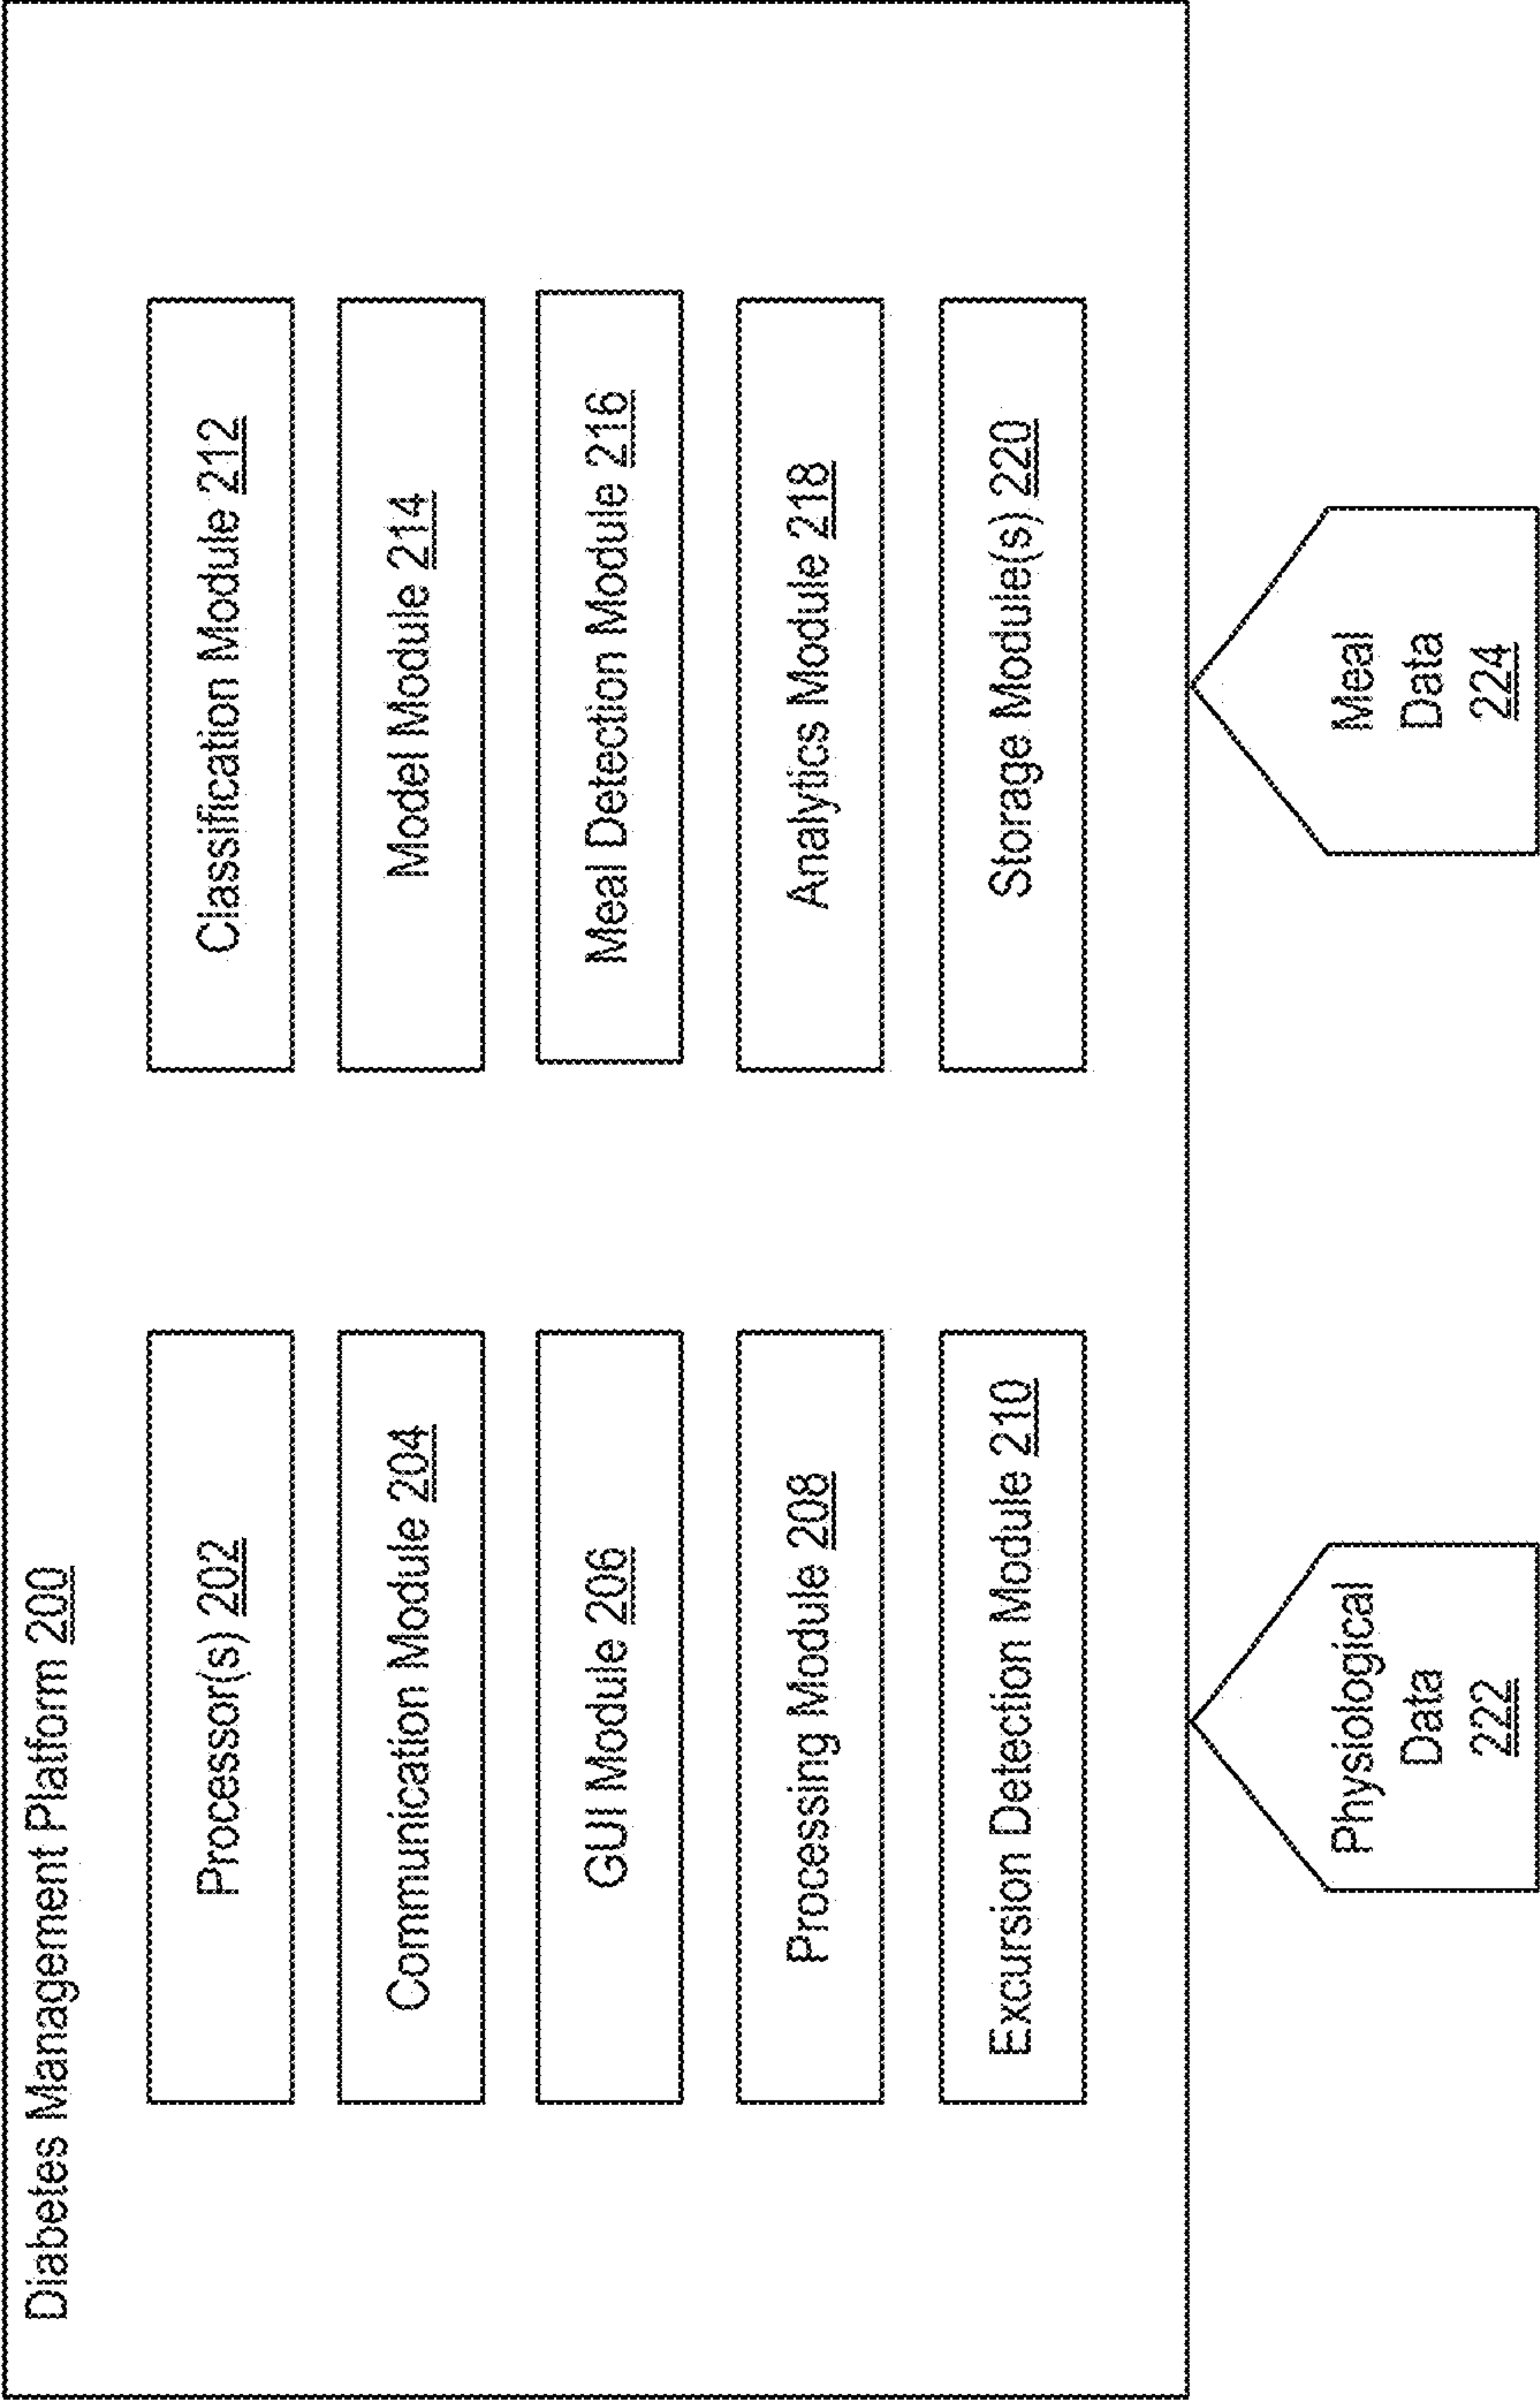 Diabetes Management Platform 200
Processor(s) 202
Communication Module 204
GUI Module 206
Processing Module 208
Excursion Detection Module 210
Classification Module 212
Model Module 214
Meal Detection Module 216
Analytics Module 218
Storage Module(s) 220
Physiological
Data
222
Meal
Data
224